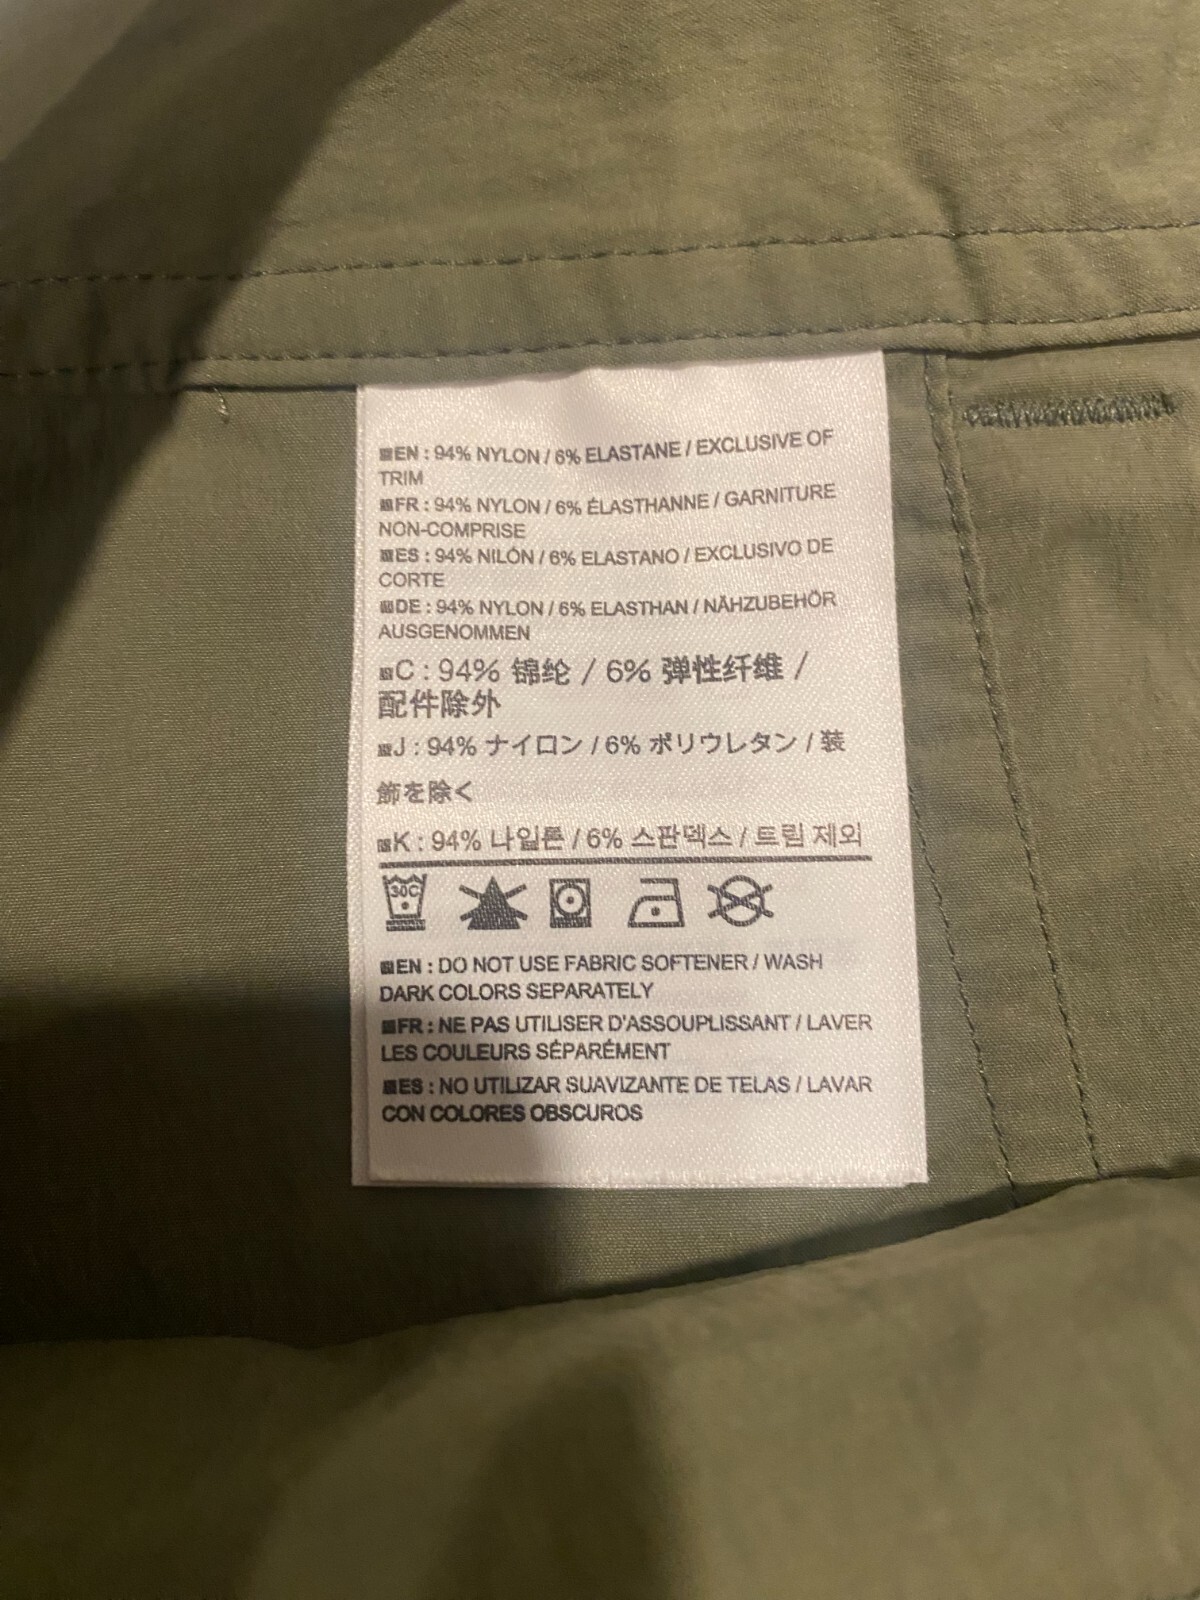 EN : 94% NYLON / 6% ELASTANE / EXCLUSIVE OF
TRIM
FR : 94% NYLON / 6% ÉLASTHANNE / GARNITURE
NON-COMPRISE
ES : 94% NILÓN / 6% ELASTANO / EXCLUSIVO DE
CORTE
DE : 94% NYLON / 6% ELASTHAN / NÄHZUBEHÖR
AUSGENOMMEN
C : 94% 锦纶 / 6% 弹性纤维 /
配件除外
J : 94% ナイロン / 6% ポリウレタン / 装
飾を除く
K : 94% 나일론 / 6% 스판덱스 / 트림 제외
30C
EN : DO NOT USE FABRIC SOFTENER / WASH
DARK COLORS SEPARATELY
FR : NE PAS UTILISER D'ASSOUPLISSANT / LAVER
LES COULEURS SÉPARÉMENT
ES : NO UTILIZAR SUAVIZANTE DE TELAS / LAVAR
CON COLORES OBSCUROS